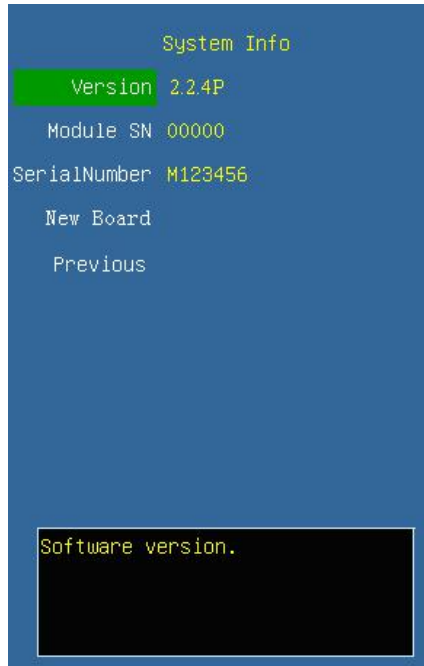 System Info
Version 2.2.4P
Module SN 00000
SerialNumber M123456
New Board
Previous
Software version.